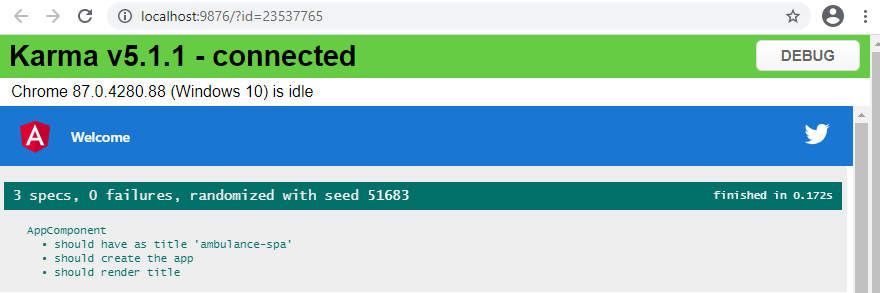 localhost:9876/?id=23537765
Karma v5.1.1 - connected
DEBUG
Chrome 87.0.4280.88 (Windows 10) is idle
A
Welcome
3 specs, 0 failures, randomized with seed 51683
finished in 0.172s
AppComponent
• should have as title 'ambulance-spa'
• should create the app
• should render title